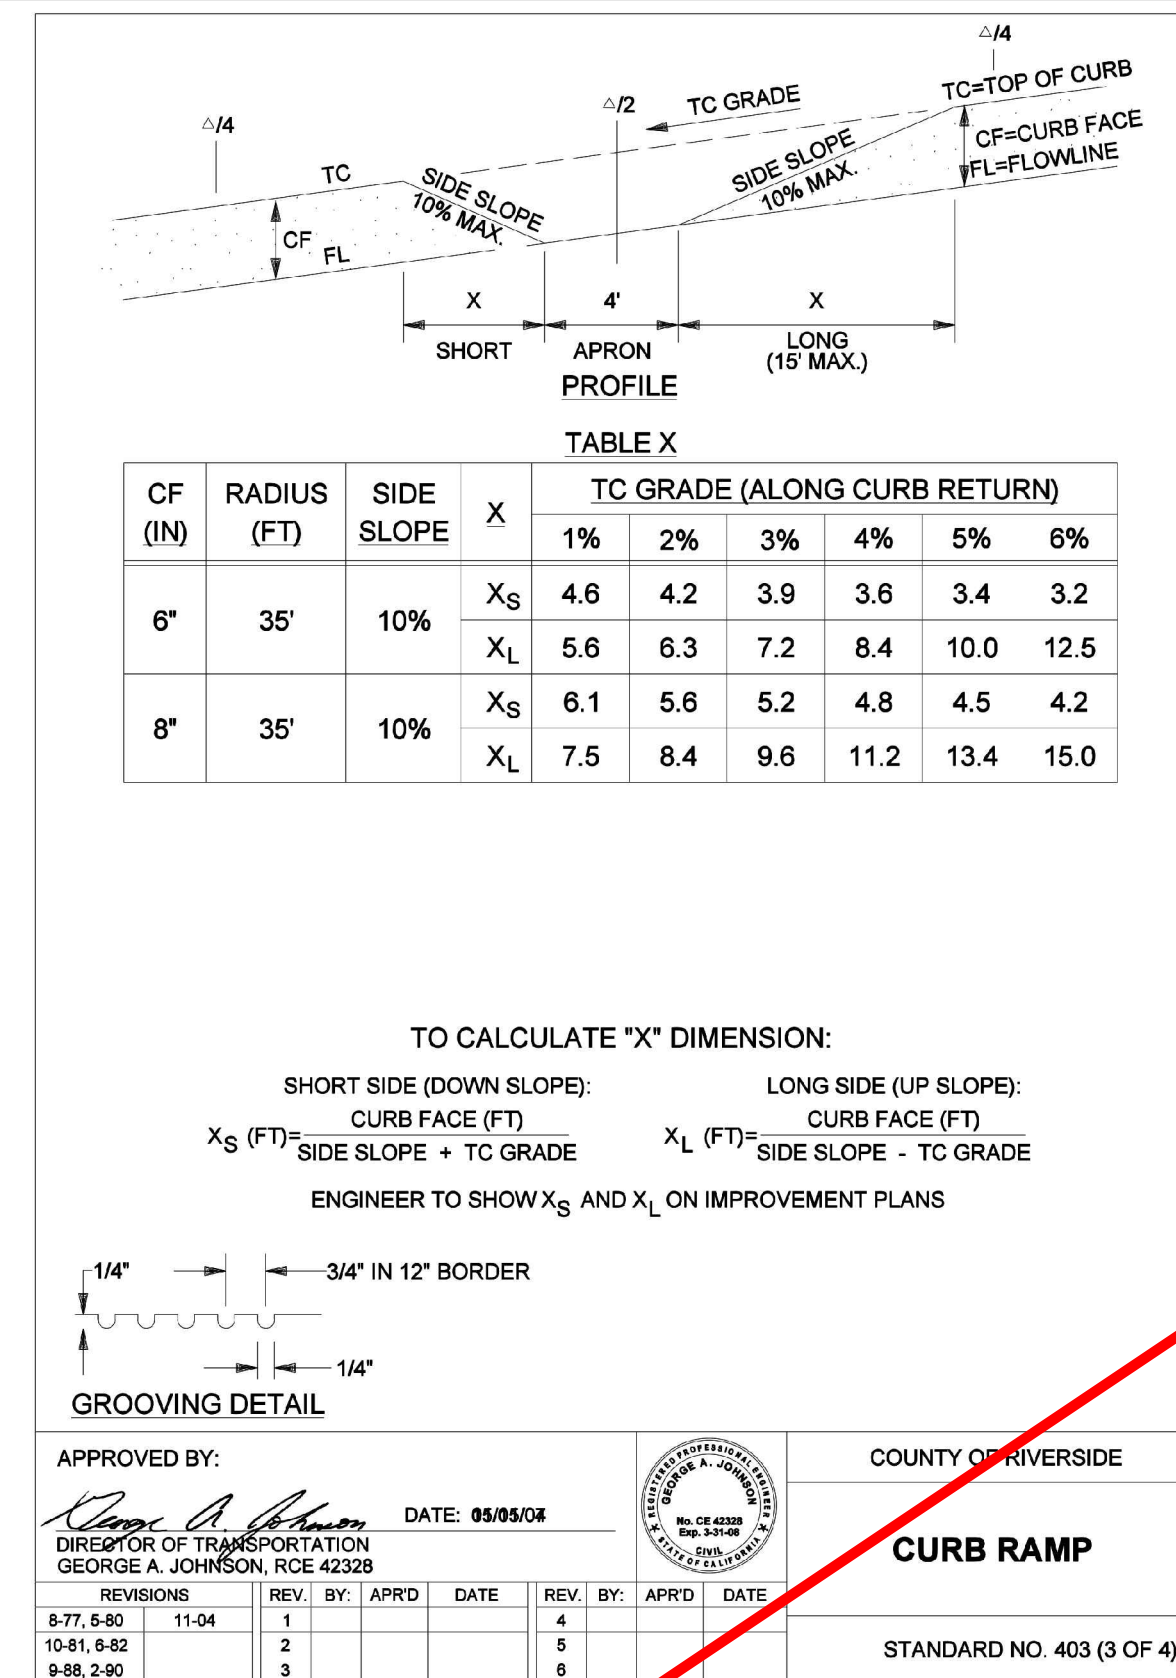 △/4
△/2
△/4
TC GRADE
TC=TOP OF CURB
CF=CURB FACE
FL=FLOWLINE
TC
SIDE SLOPE
10% MAX.
SIDE SLOPE
10% MAX.
CF
FL
X
4'
X
SHORT
APRON
LONG
(15' MAX.)
PROFILE
TABLE X
CF (IN) RADIUS (FT) SIDE SLOPE X TC GRADE (ALONG CURB RETURN)
1% 2% 3% 4% 5% 6%
6" 35' 10% XS 4.6 4.2 3.9 3.6 3.4 3.2
XL 5.6 6.3 7.2 8.4 10.0 12.5
8" 35' 10% XS 6.1 5.6 5.2 4.8 4.5 4.2
XL 7.5 8.4 9.6 11.2 13.4 15.0
TO CALCULATE "X" DIMENSION:
SHORT SIDE (DOWN SLOPE):
XS (FT)= CURB FACE (FT)
SIDE SLOPE + TC GRADE
LONG SIDE (UP SLOPE):
XL (FT)= CURB FACE (FT)
SIDE SLOPE - TC GRADE
ENGINEER TO SHOW XS AND XL ON IMPROVEMENT PLANS
1/4"
3/4" IN 12" BORDER
1/4"
GROOVING DETAIL
APPROVED BY:
George A. Johnson
DATE:
DIRECTOR OF TRANSPORTATION
GEORGE A. JOHNSON, RCE 42328
REGISTERED PROFESSIONAL ENGINEER
GEORGE A. JOHNSON
No. CE 42328
Exp. 3-31-08
CIVIL
STATE OF CALIFORNIA
COUNTY OF RIVERSIDE
CURB RAMP
STANDARD NO. 403 (3 OF 4)
REVISIONS REV. BY: APR'D DATE REV. BY: APR'D DATE
8-77, 5-80 11-04 1 4
10-81, 6-82 2 5
9-88, 2-90 3 6